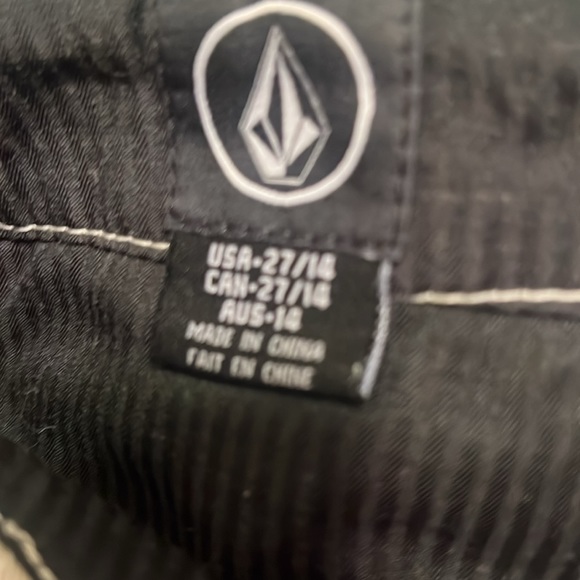 USA•27/14
CAN•27/14
AUS•14
MADE IN CHINA
FAIT EN CHINE